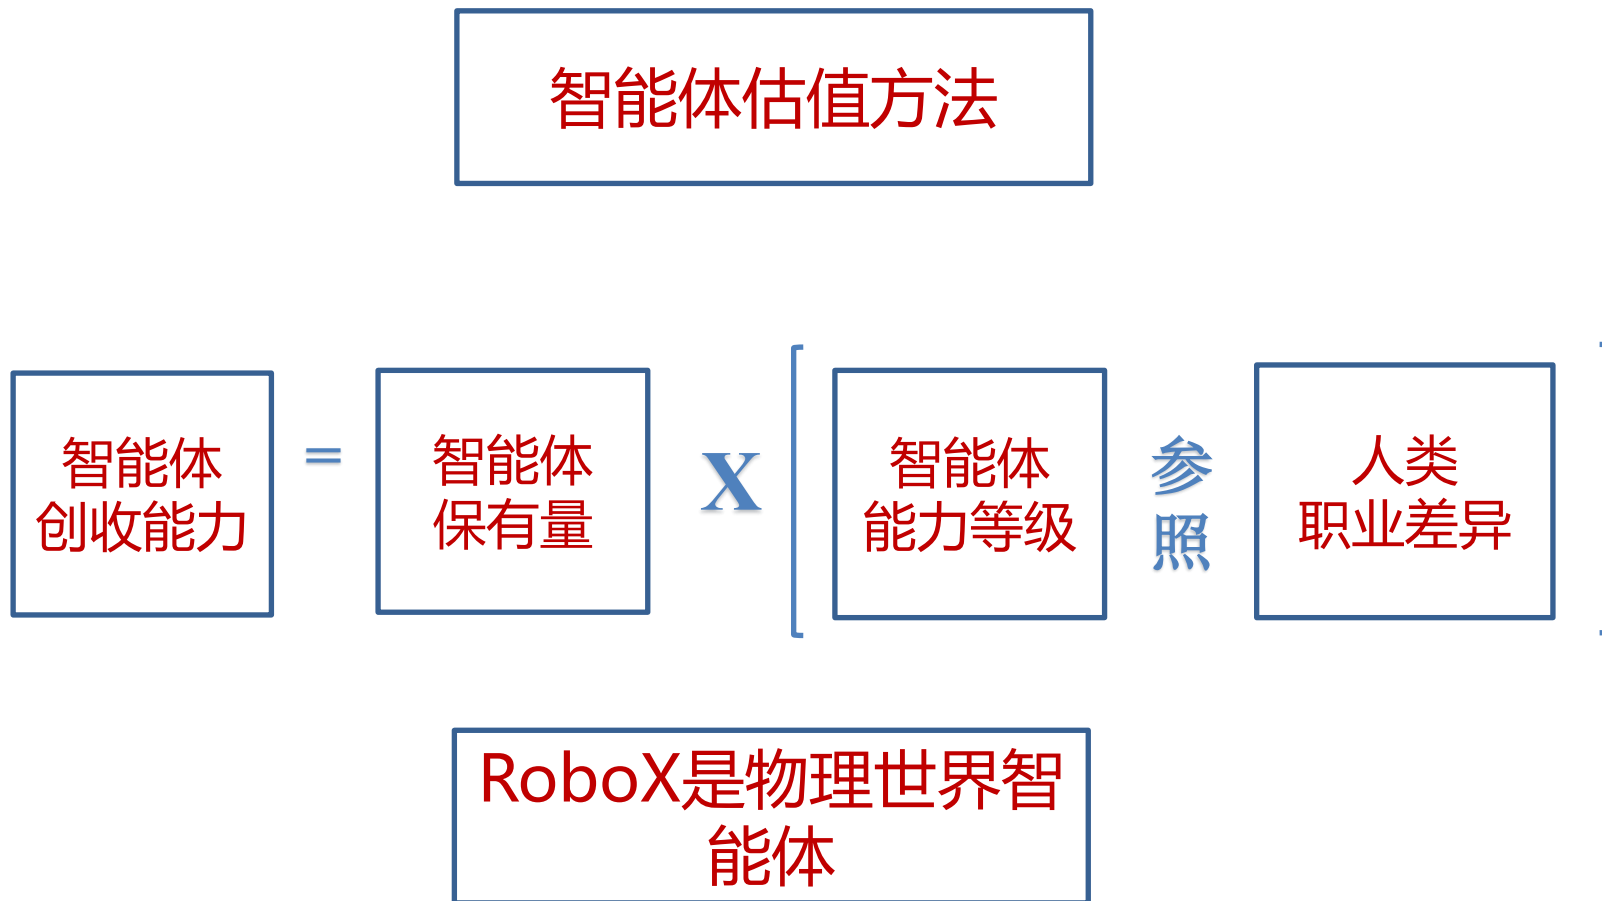 智能体估值方法
智能体
创收能力
=
智能体
保有量
X
智能体
能力等级
参
照
人类
职业差异
RoboX是物理世界智
能体